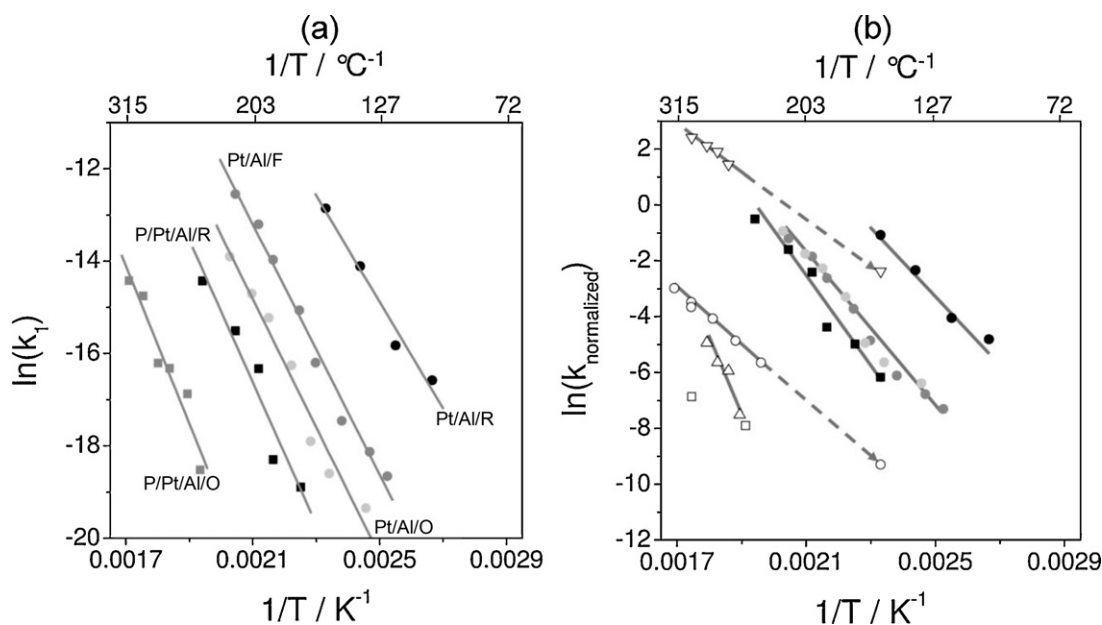 (a)
1/T / °C⁻¹
315 203 127 72
ln(k₁)
-12
-14
-16
-18
-20
Pt/Al/F
P/Pt/Al/R
Pt/Al/R
P/Pt/Al/O
Pt/Al/O
0.0017 0.0021 0.0025 0.0029
1/T / K⁻¹
(b)
1/T / °C⁻¹
315 203 127 72
ln(k_normalized)
2
0
-2
-4
-6
-8
-10
-12
0.0017 0.0021 0.0025 0.0029
1/T / K⁻¹